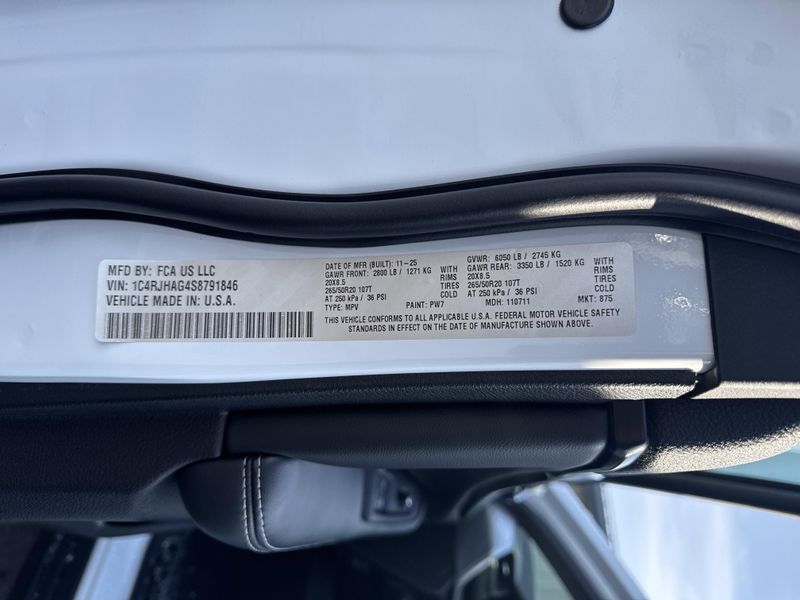 MFD BY: FCA US LLC
VIN: 1C4RJHAG4S8791846
VEHICLE MADE IN: U.S.A.
DATE OF MFR (BUILT): 11-25 GVWR: 6050 LB / 2745 KG
GAWR FRONT: 2800 LB / 1271 KG WITH GAWR REAR: 3350 LB / 1520 KG WITH
20X8.5 RIMS 20X8.5 RIMS
265/50R20 107T TIRES 265/50R20 107T TIRES
AT 250 kPa / 36 PSI COLD AT 250 kPa / 36 PSI COLD
TYPE: MPV PAINT: PW7 MDH: 110711 MKT: 875
THIS VEHICLE CONFORMS TO ALL APPLICABLE U.S.A. FEDERAL MOTOR VEHICLE SAFETY
STANDARDS IN EFFECT ON THE DATE OF MANUFACTURE SHOWN ABOVE.